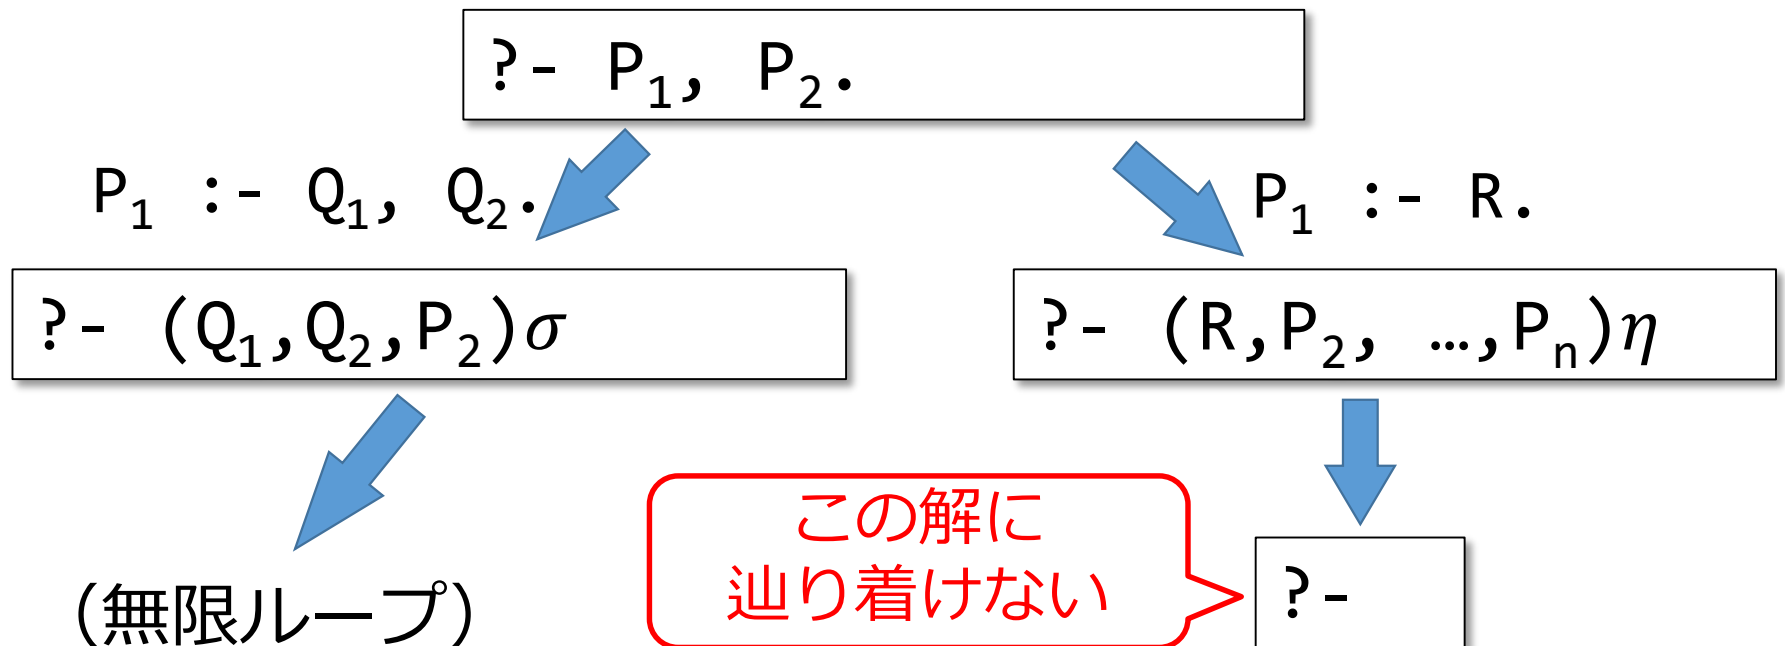 ?- P₁, P₂.
P₁ :- Q₁, Q₂.
P₁ :- R.
?- (Q₁,Q₂,P₂)σ
?- (R,P₂, …,Pₙ)η
この解に
辿り着けない
(無限ループ)
?-